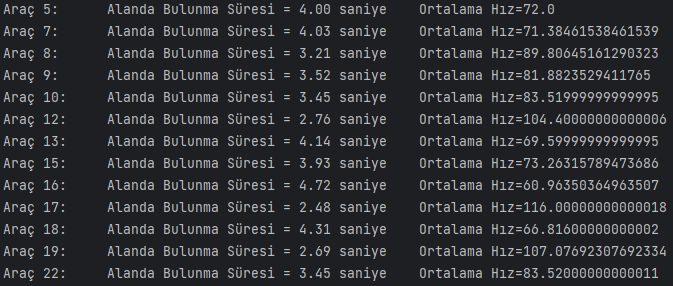 Araç 5: Alanda Bulunma Süresi = 4.00 saniye Ortalama Hız=72.0
Araç 7: Alanda Bulunma Süresi = 4.03 saniye Ortalama Hız=71.38461538461539
Araç 8: Alanda Bulunma Süresi = 3.21 saniye Ortalama Hız=89.80645161290323
Araç 9: Alanda Bulunma Süresi = 3.52 saniye Ortalama Hız=81.8823529411765
Araç 10: Alanda Bulunma Süresi = 3.45 saniye Ortalama Hız=83.51999999999995
Araç 12: Alanda Bulunma Süresi = 2.76 saniye Ortalama Hız=104.40000000000006
Araç 13: Alanda Bulunma Süresi = 4.14 saniye Ortalama Hız=69.59999999999995
Araç 15: Alanda Bulunma Süresi = 3.93 saniye Ortalama Hız=73.26315789473686
Araç 16: Alanda Bulunma Süresi = 4.72 saniye Ortalama Hız=60.96350364963507
Araç 17: Alanda Bulunma Süresi = 2.48 saniye Ortalama Hız=116.00000000000018
Araç 18: Alanda Bulunma Süresi = 4.31 saniye Ortalama Hız=66.81600000000002
Araç 19: Alanda Bulunma Süresi = 2.69 saniye Ortalama Hız=107.07692307692334
Araç 22: Alanda Bulunma Süresi = 3.45 saniye Ortalama Hız=83.52000000000011